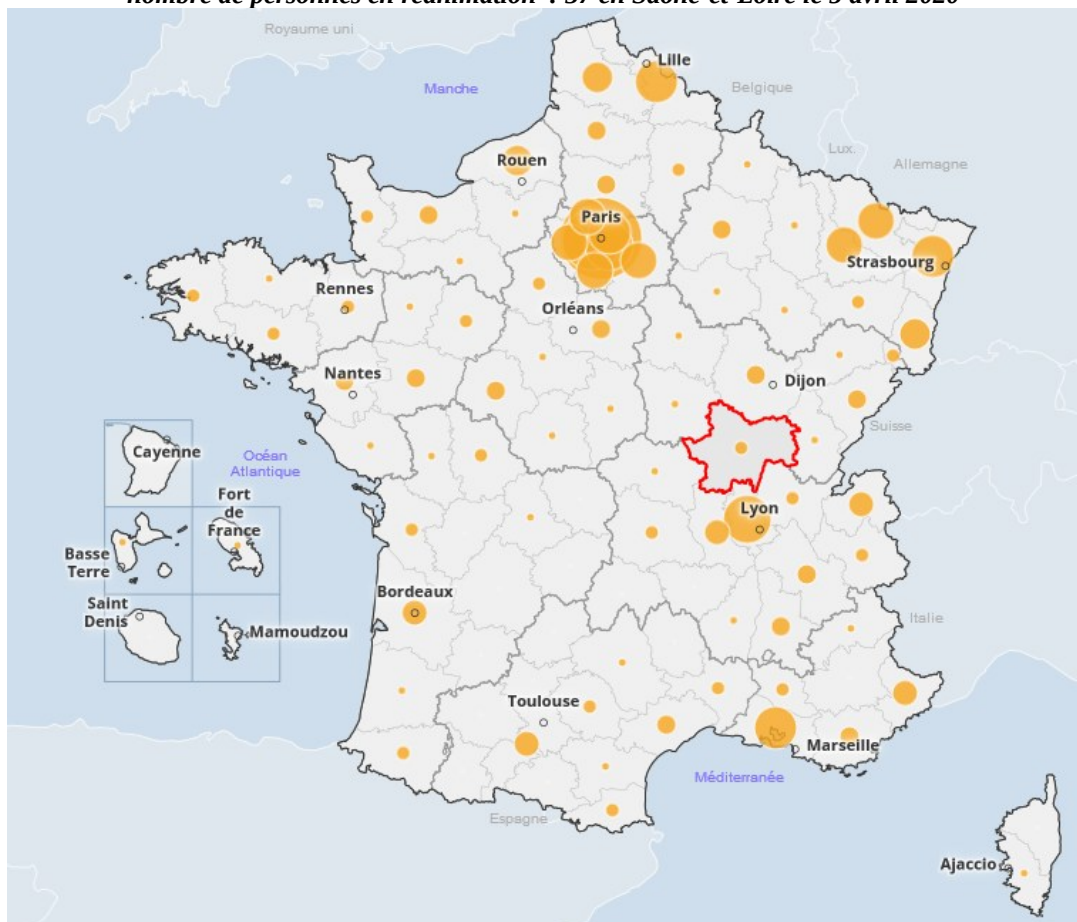 nombre de personnes en réanimation : 37 en Saône-et-Loire le 3 avril 2020
Royaume uni
Lille
Manche
Belgique
Lux.
Allemagne
Rouen
Paris
Strasbourg
Rennes
Orléans
Nantes
Dijon
Suisse
Cayenne
Océan
Atlantique
Fort
de
France
Lyon
Basse
Terre
Bordeaux
Saint
Denis
Mamoudzou
Italie
Toulouse
Marseille
Méditerranée
Espagne
Ajaccio